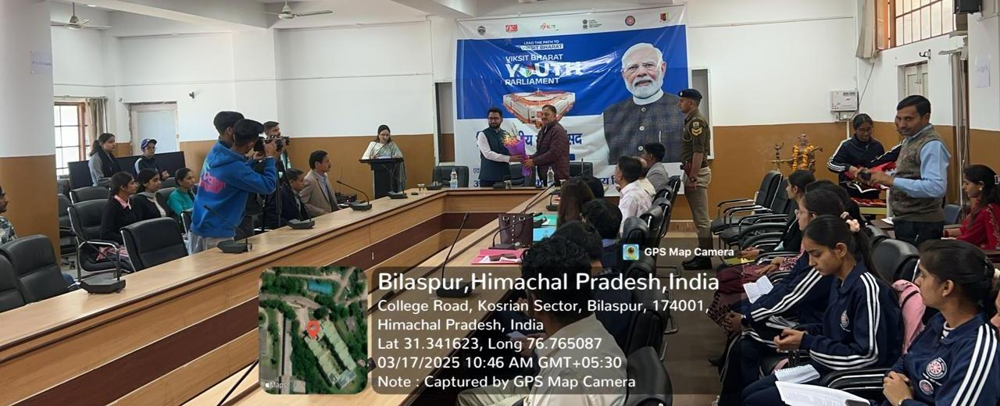 LEAD THE PATH TO
VIKSIT BHARAT
VIKSIT BHARAT
YOUTH
PARLIAMENT
GPS Map Camera
Bilaspur,Himachal Pradesh,India
College Road, Kosrian Sector, Bilaspur, 174001,
Himachal Pradesh, India
Lat 31.341623, Long 76.765087
03/17/2025 10:46 AM GMT+05:30
Note : Captured by GPS Map Camera
Maps